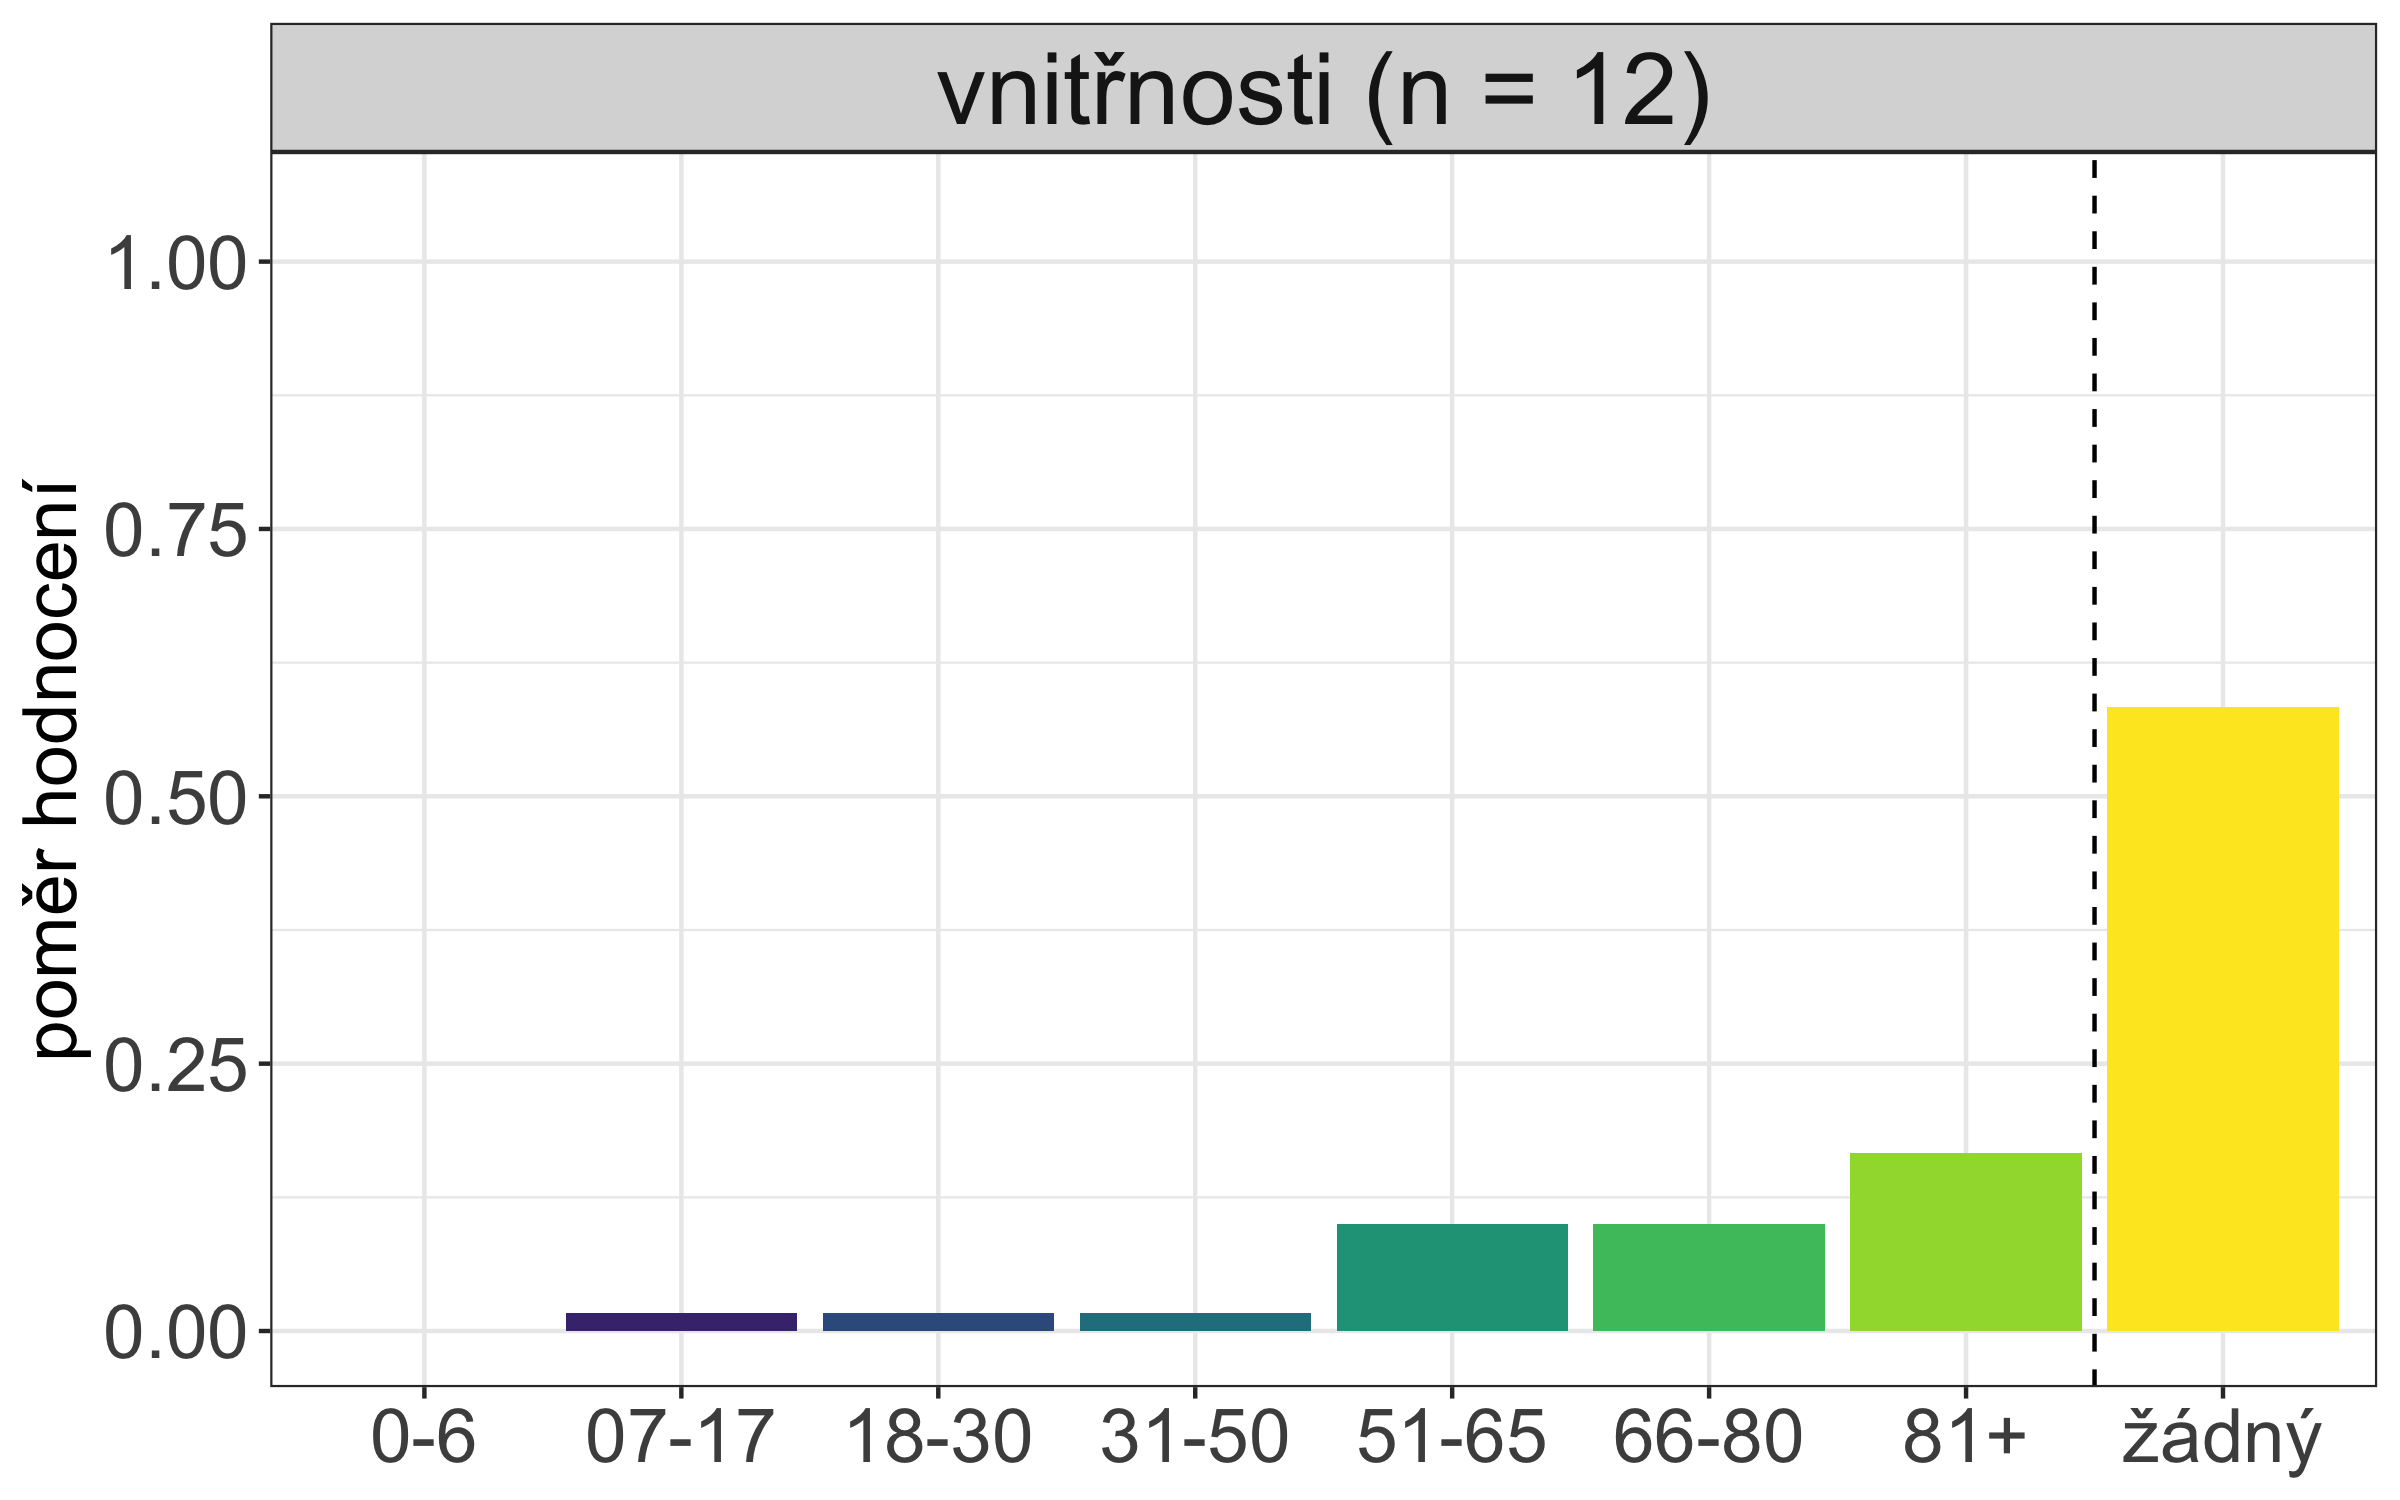 vnitřnosti (n = 12)
poměr hodnocení
1.00
0.75
0.50
0.25
0.00
0-6 07-17 18-30 31-50 51-65 66-80 81+ žádný